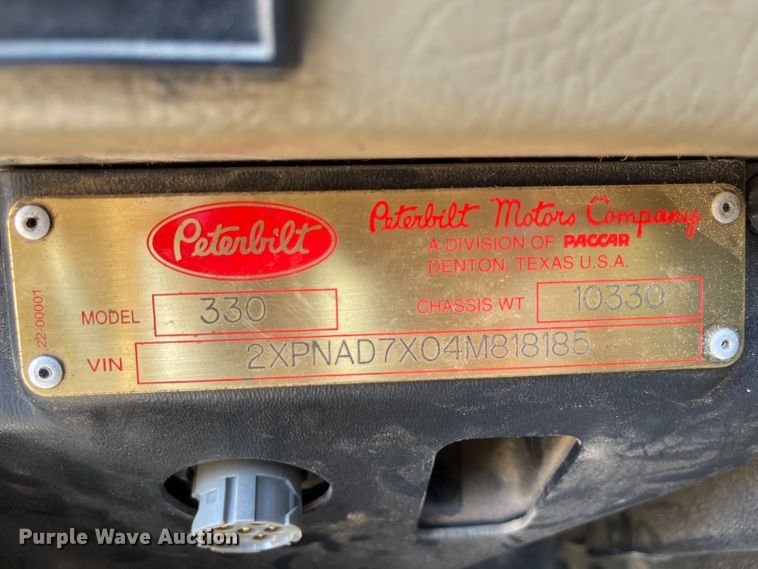 Peterbilt
Peterbilt Motors Company
A DIVISION OF PACCAR
DENTON, TEXAS U.S.A.
22-00001
MODEL 330
CHASSIS WT 10330
VIN 2XPNAD7X04M818185
Purple Wave Auction